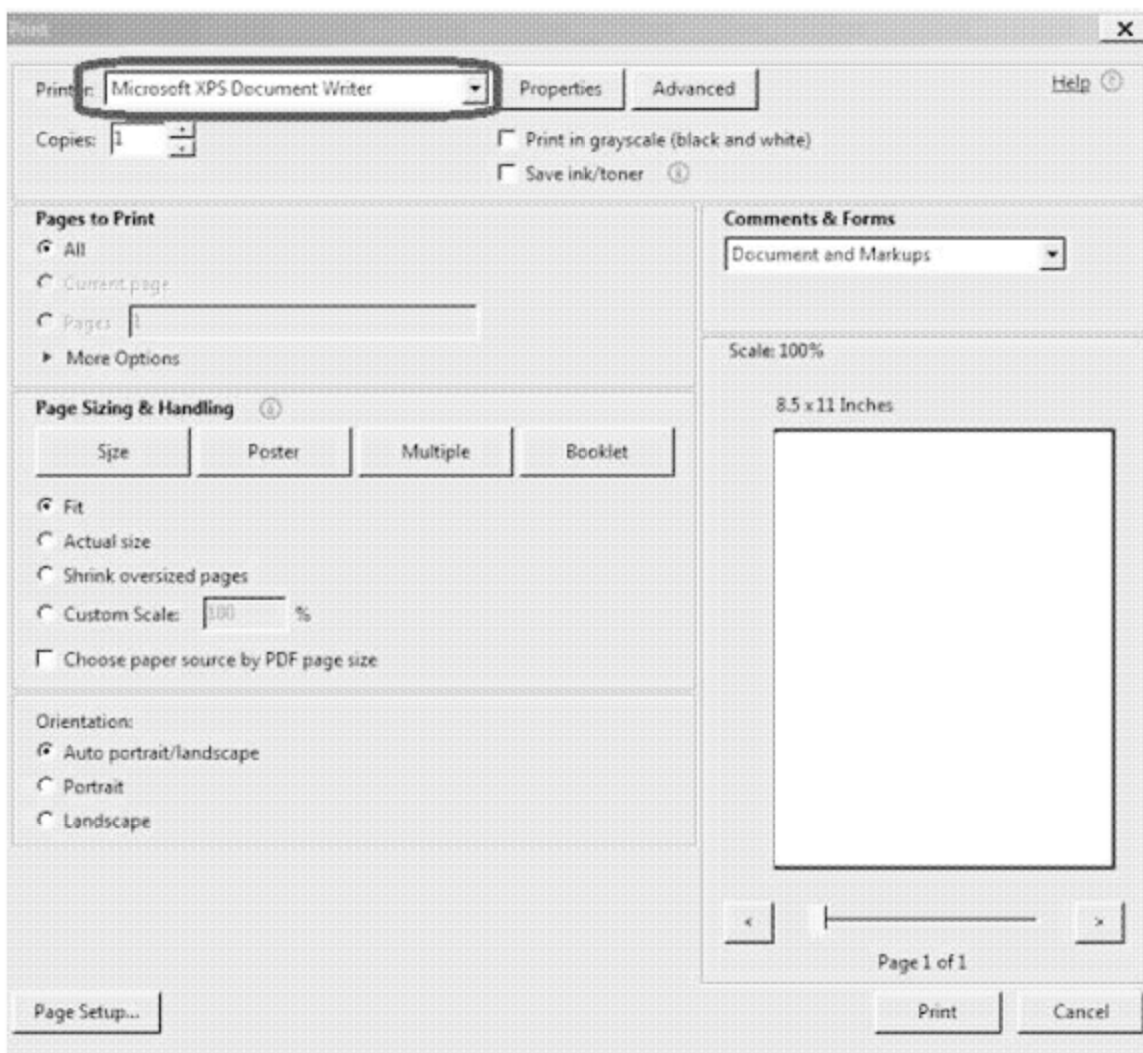 Print
Printer: Microsoft XPS Document Writer Properties Advanced Help
Copies: 1 Print in grayscale (black and white)
Save ink/toner
Pages to Print
All
Current page
Pages 1
More Options
Comments & Forms
Document and Markups
Page Sizing & Handling
Size Poster Multiple Booklet
Fit
Actual size
Shrink oversized pages
Custom Scale: 100 %
Choose paper source by PDF page size
Orientation:
Auto portrait/landscape
Portrait
Landscape
Scale: 100%
8.5 x 11 Inches
< >
Page 1 of 1
Page Setup... Print Cancel